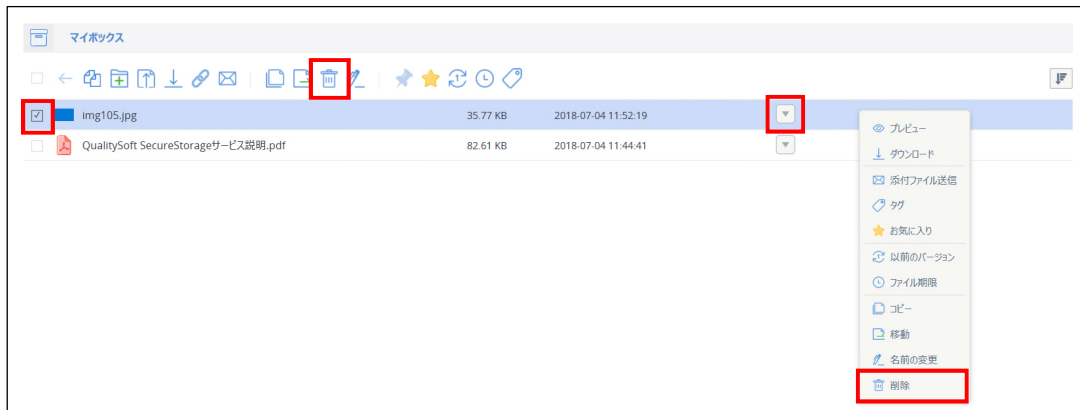 マイボックス
img105.jpg 35.77 KB 2018-07-04 11:52:19
QualitySoft SecureStorageサービス説明.pdf 82.61 KB 2018-07-04 11:44:41
プレビュー
ダウンロード
添付ファイル送信
タグ
お気に入り
以前のバージョン
ファイル期限
コピー
移動
名前の変更
削除